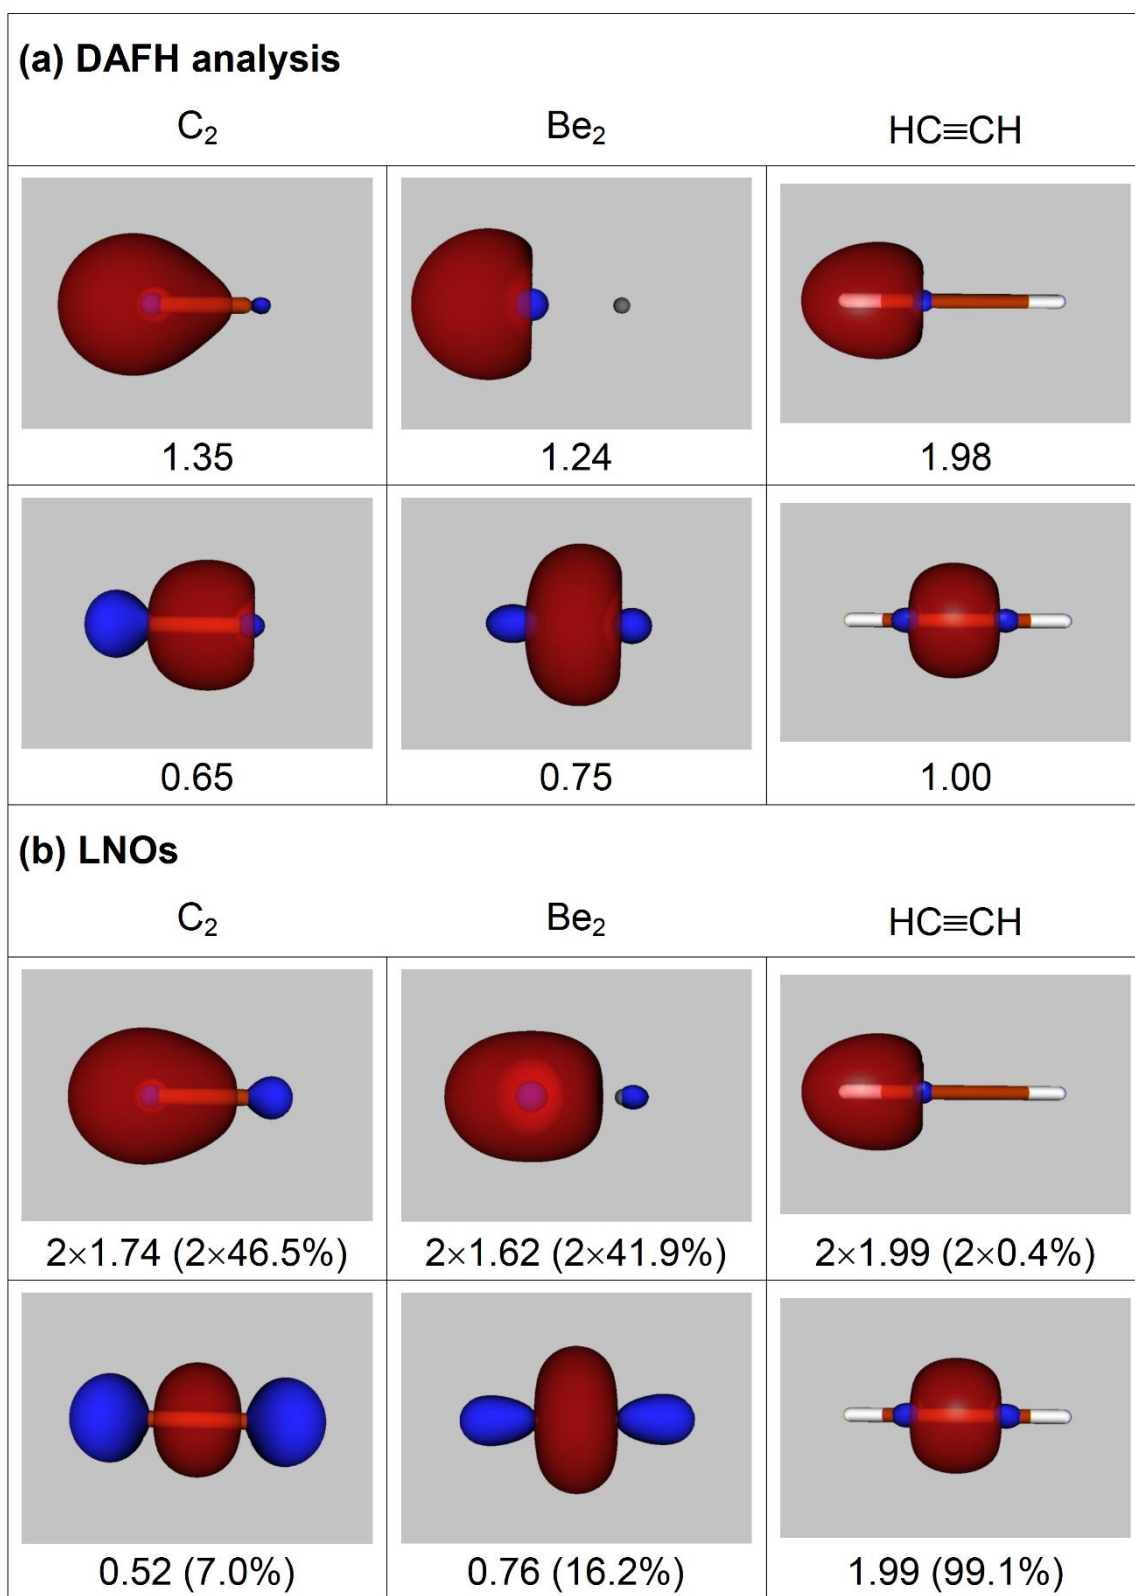 (a) DAFH analysis
C₂ Be₂ HC≡CH
1.35 1.24 1.98
0.65 0.75 1.00
(b) LNOs
C₂ Be₂ HC≡CH
2×1.74 (2×46.5%) 2×1.62 (2×41.9%) 2×1.99 (2×0.4%)
0.52 (7.0%) 0.76 (16.2%) 1.99 (99.1%)